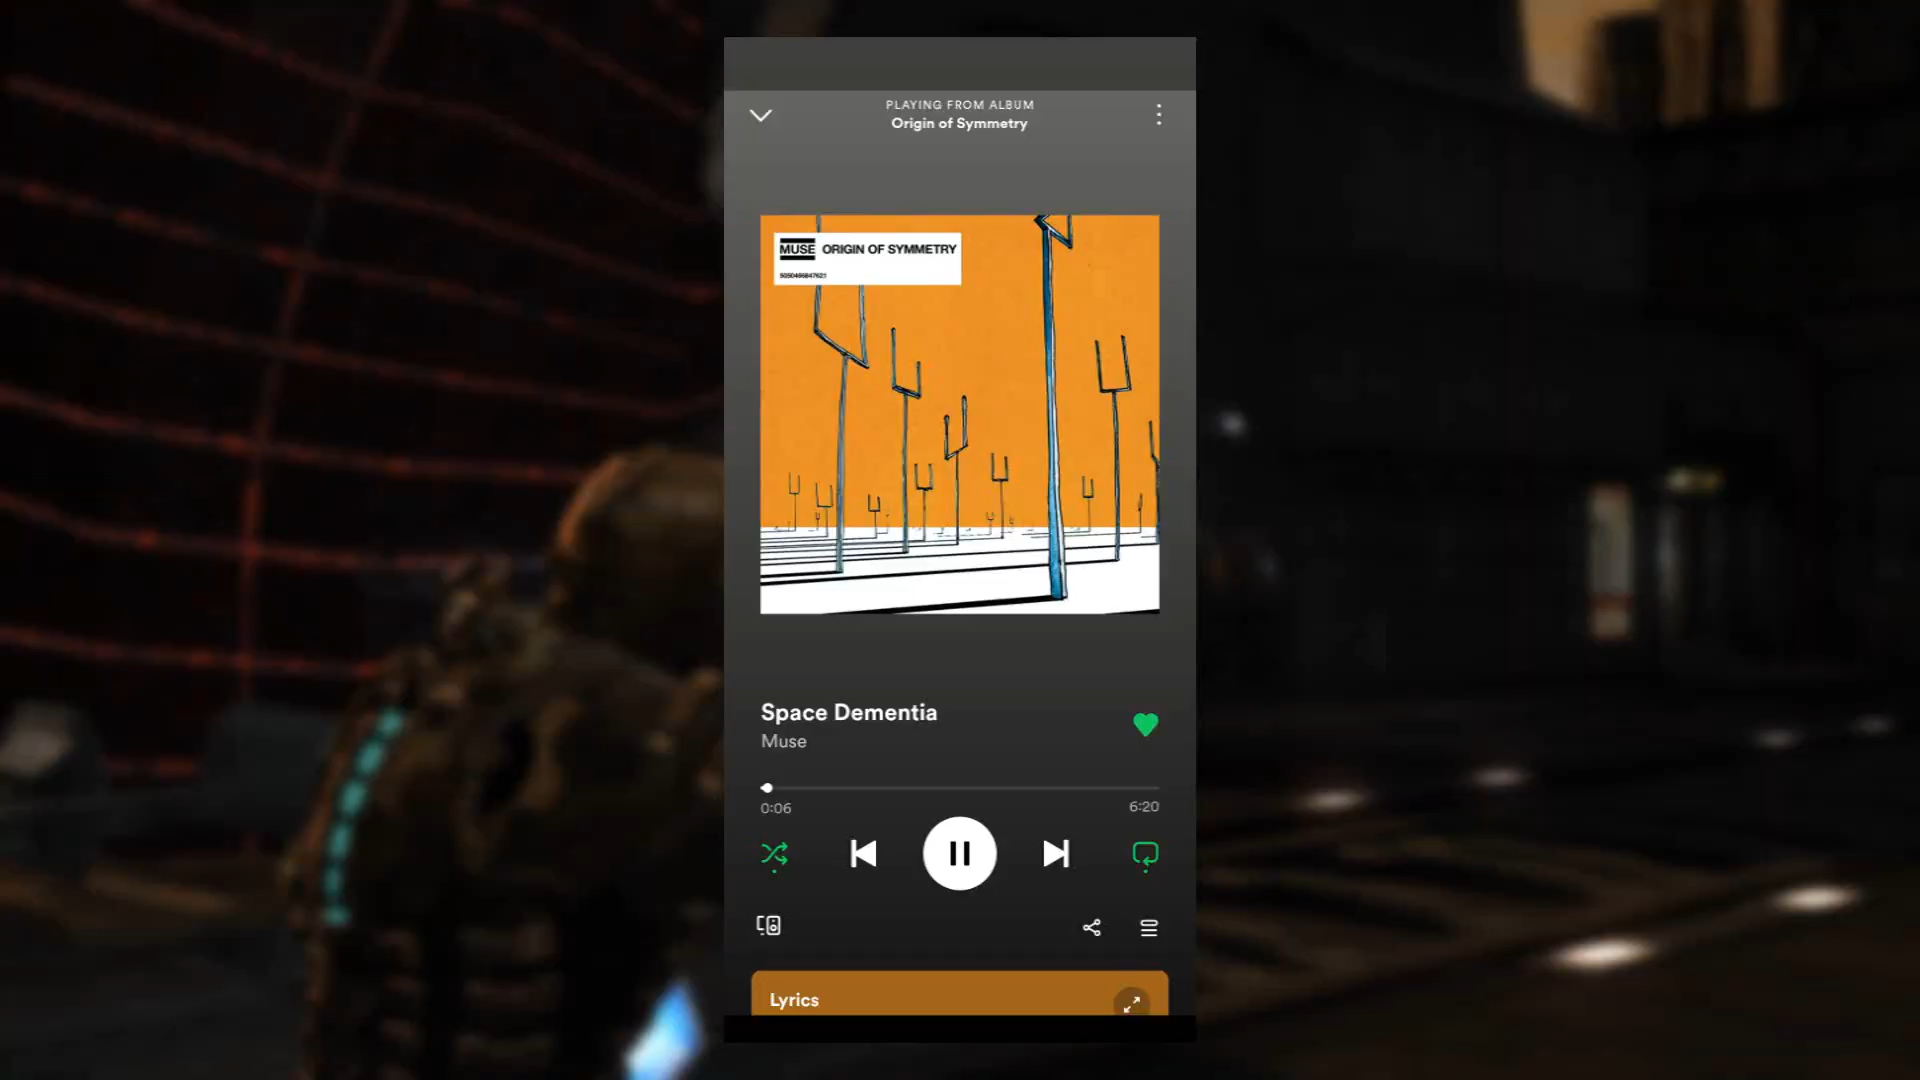 PLAYING FROM ALBUM
Origin of Symmetry
MUSE ORIGIN OF SYMMETRY
Space Dementia
Muse
0:06
6:20
Lyrics